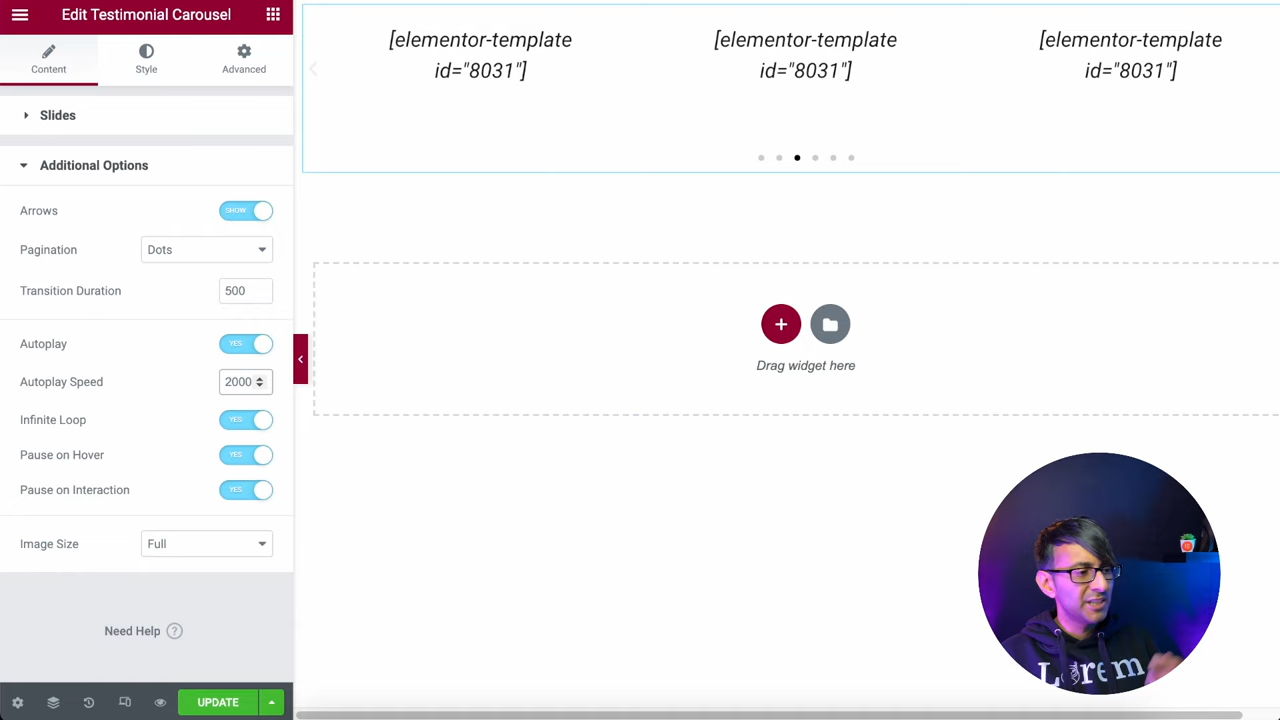 Edit Testimonial Carousel
Content
Style
Advanced
Slides
Additional Options
Arrows
SHOW
Pagination
Dots
Transition Duration
500
Autoplay
YES
Autoplay Speed
2000
Infinite Loop
YES
Pause on Hover
YES
Pause on Interaction
YES
Image Size
Full
Need Help ?
UPDATE
[elementor-template
id="8031"]
[elementor-template
id="8031"]
[elementor-template
id="8031"]
Drag widget here
Lorem